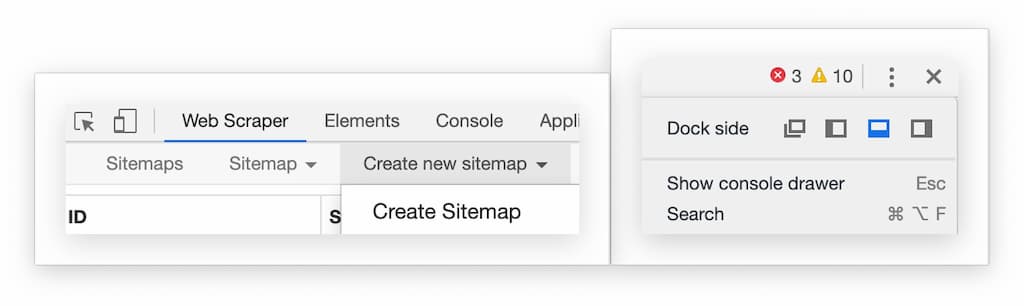 Web Scraper Elements Console Appli
Sitemaps Sitemap Create new sitemap
ID S
Create Sitemap
3 10
Dock side
Show console drawer Esc
Search ⌘ ⌥ F